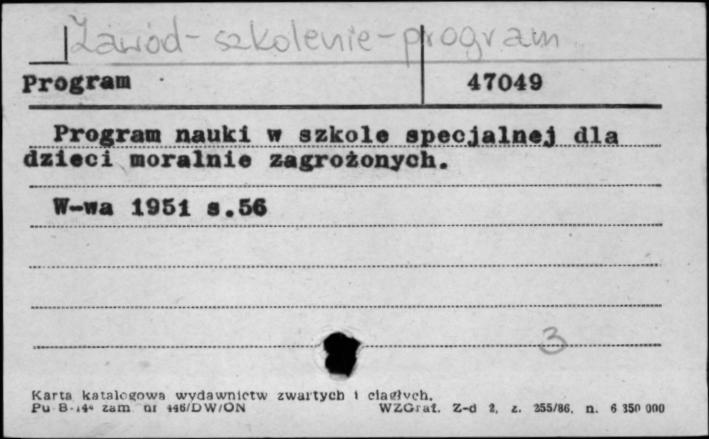 Zawód - szkolenie - program
Program 47049
Program nauki w szkole specjalnej dla
dzieci moralnie zagrożonych.
W-wa 1951 s.56
3
Karta katalogowa wydawnictw zwartych i ciągłych.
Pu-B-144 zam. nr 446/DW/ON WZGraf. Z-d 2, z. 255/86, n. 6 350 000